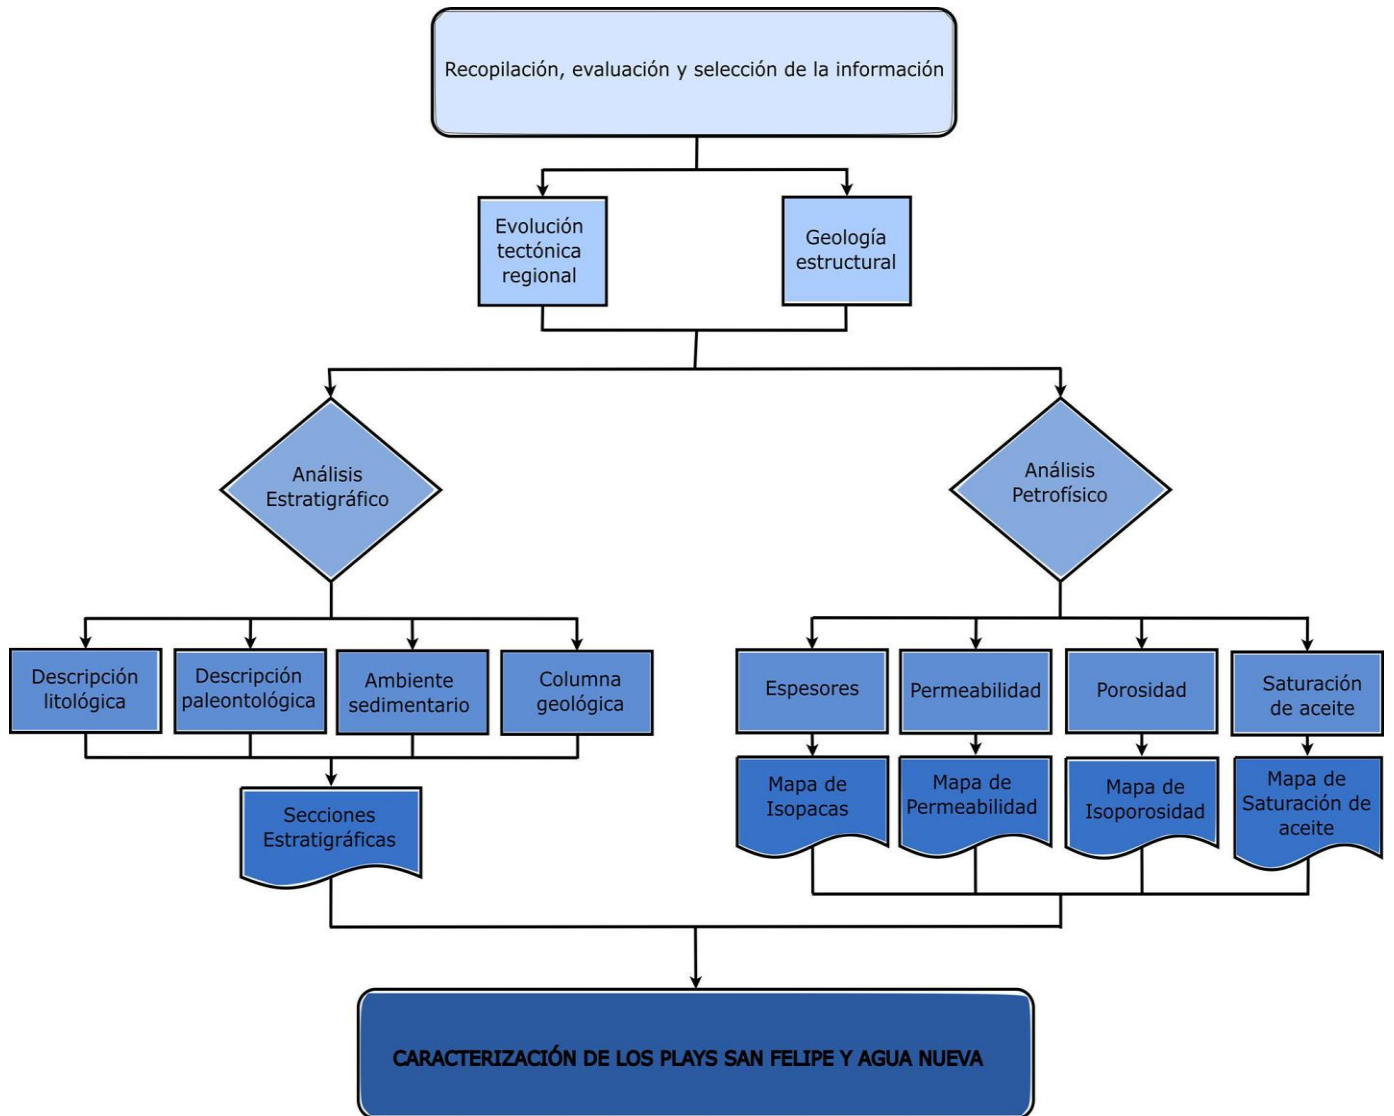 Recopilación, evaluación y selección de la información
Evolución
tectónica
regional
Geología
estructural
Análisis
Estratigráfico
Análisis
Petrofísico
Descripción
litológica
Descripción
paleontológica
Ambiente
sedimentario
Columna
geológica
Espesores
Permeabilidad
Porosidad
Saturación
de aceite
Secciones
Estratigráficas
Mapa de
Isopacas
Mapa de
Permeabilidad
Mapa de
Isoporosidad
Mapa de
Saturación de
aceite
CARACTERIZACIÓN DE LOS PLAYS SAN FELIPE Y AGUA NUEVA